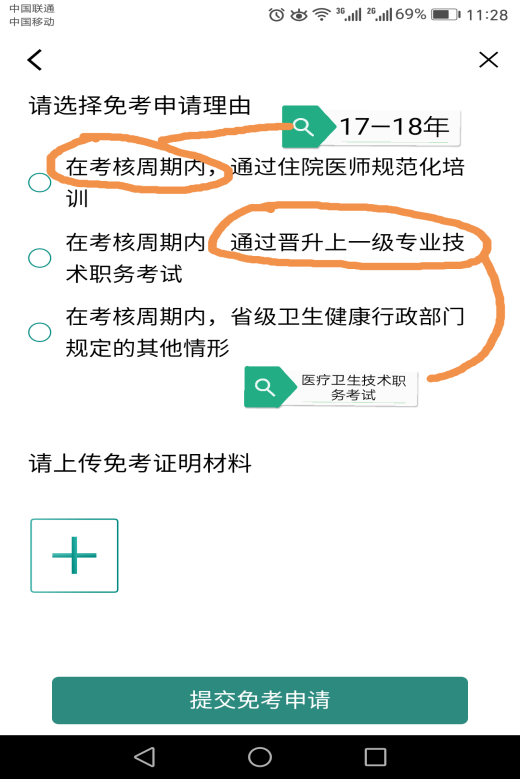 中国联通
中国移动
3G 2G 69% 11:28
请选择免考申请理由
17—18年
在考核周期内，通过住院医师规范化培
训
在考核周期内 通过晋升上一级专业技
术职务考试
在考核周期内，省级卫生健康行政部门
规定的其他情形
医疗卫生技术职
务考试
请上传免考证明材料
提交免考申请